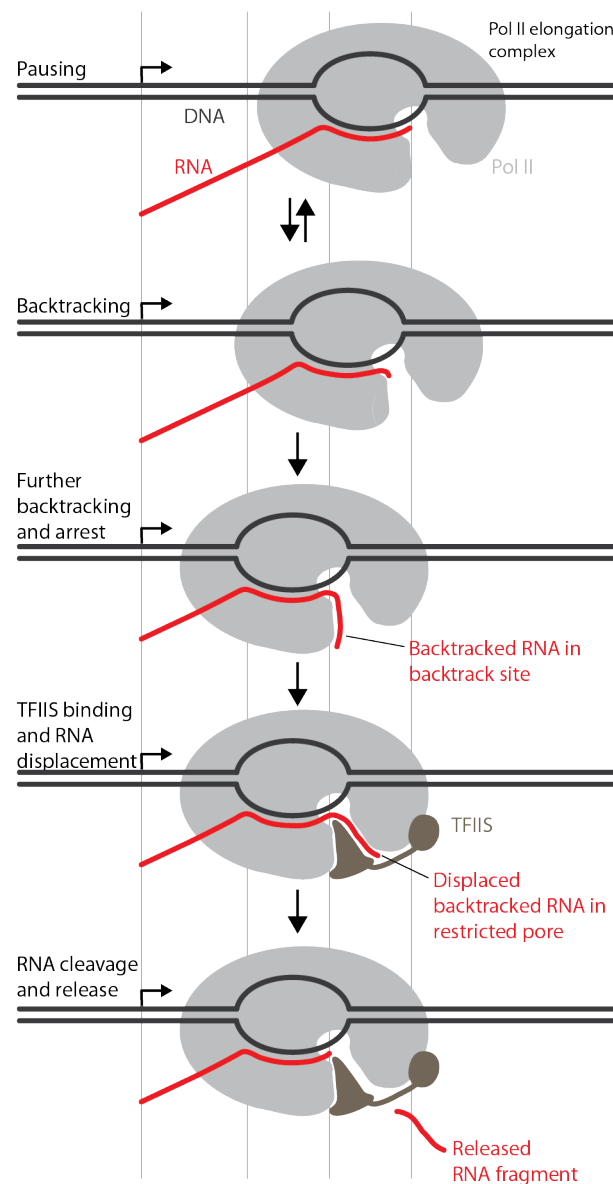 Pol II elongation
complex
Pausing
DNA
RNA
Pol II
Backtracking
Further
backtracking
and arrest
Backtracked RNA in
backtrack site
TFIIS binding
and RNA
displacement
TFIIS
Displaced
backtracked RNA in
restricted pore
RNA cleavage
and release
Released
RNA fragment